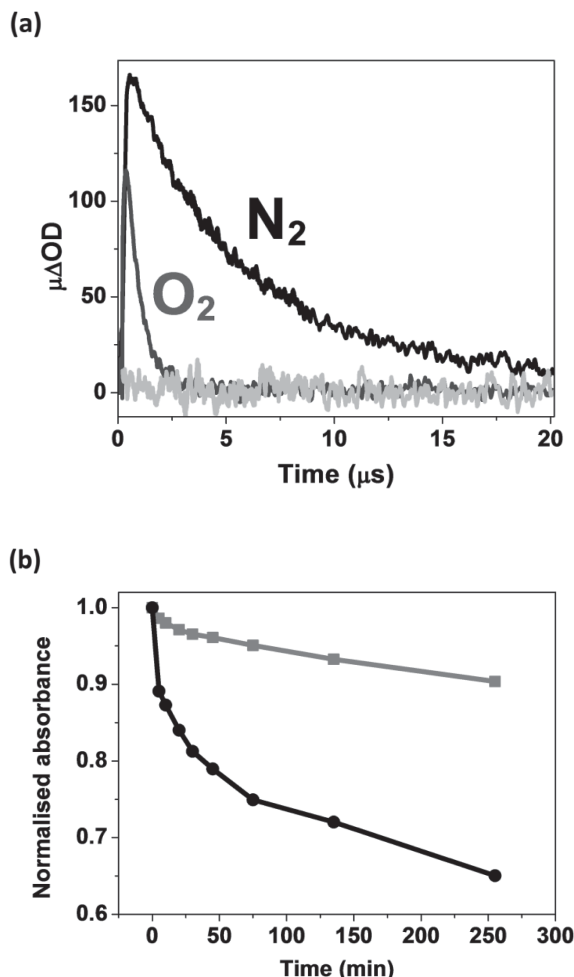 (a)
150
100
50
0
μΔOD
N2
O2
0 5 10 15 20
Time (μs)
(b)
1.0
0.9
0.8
0.7
0.6
Normalised absorbance
0 50 100 150 200 250 300
Time (min)